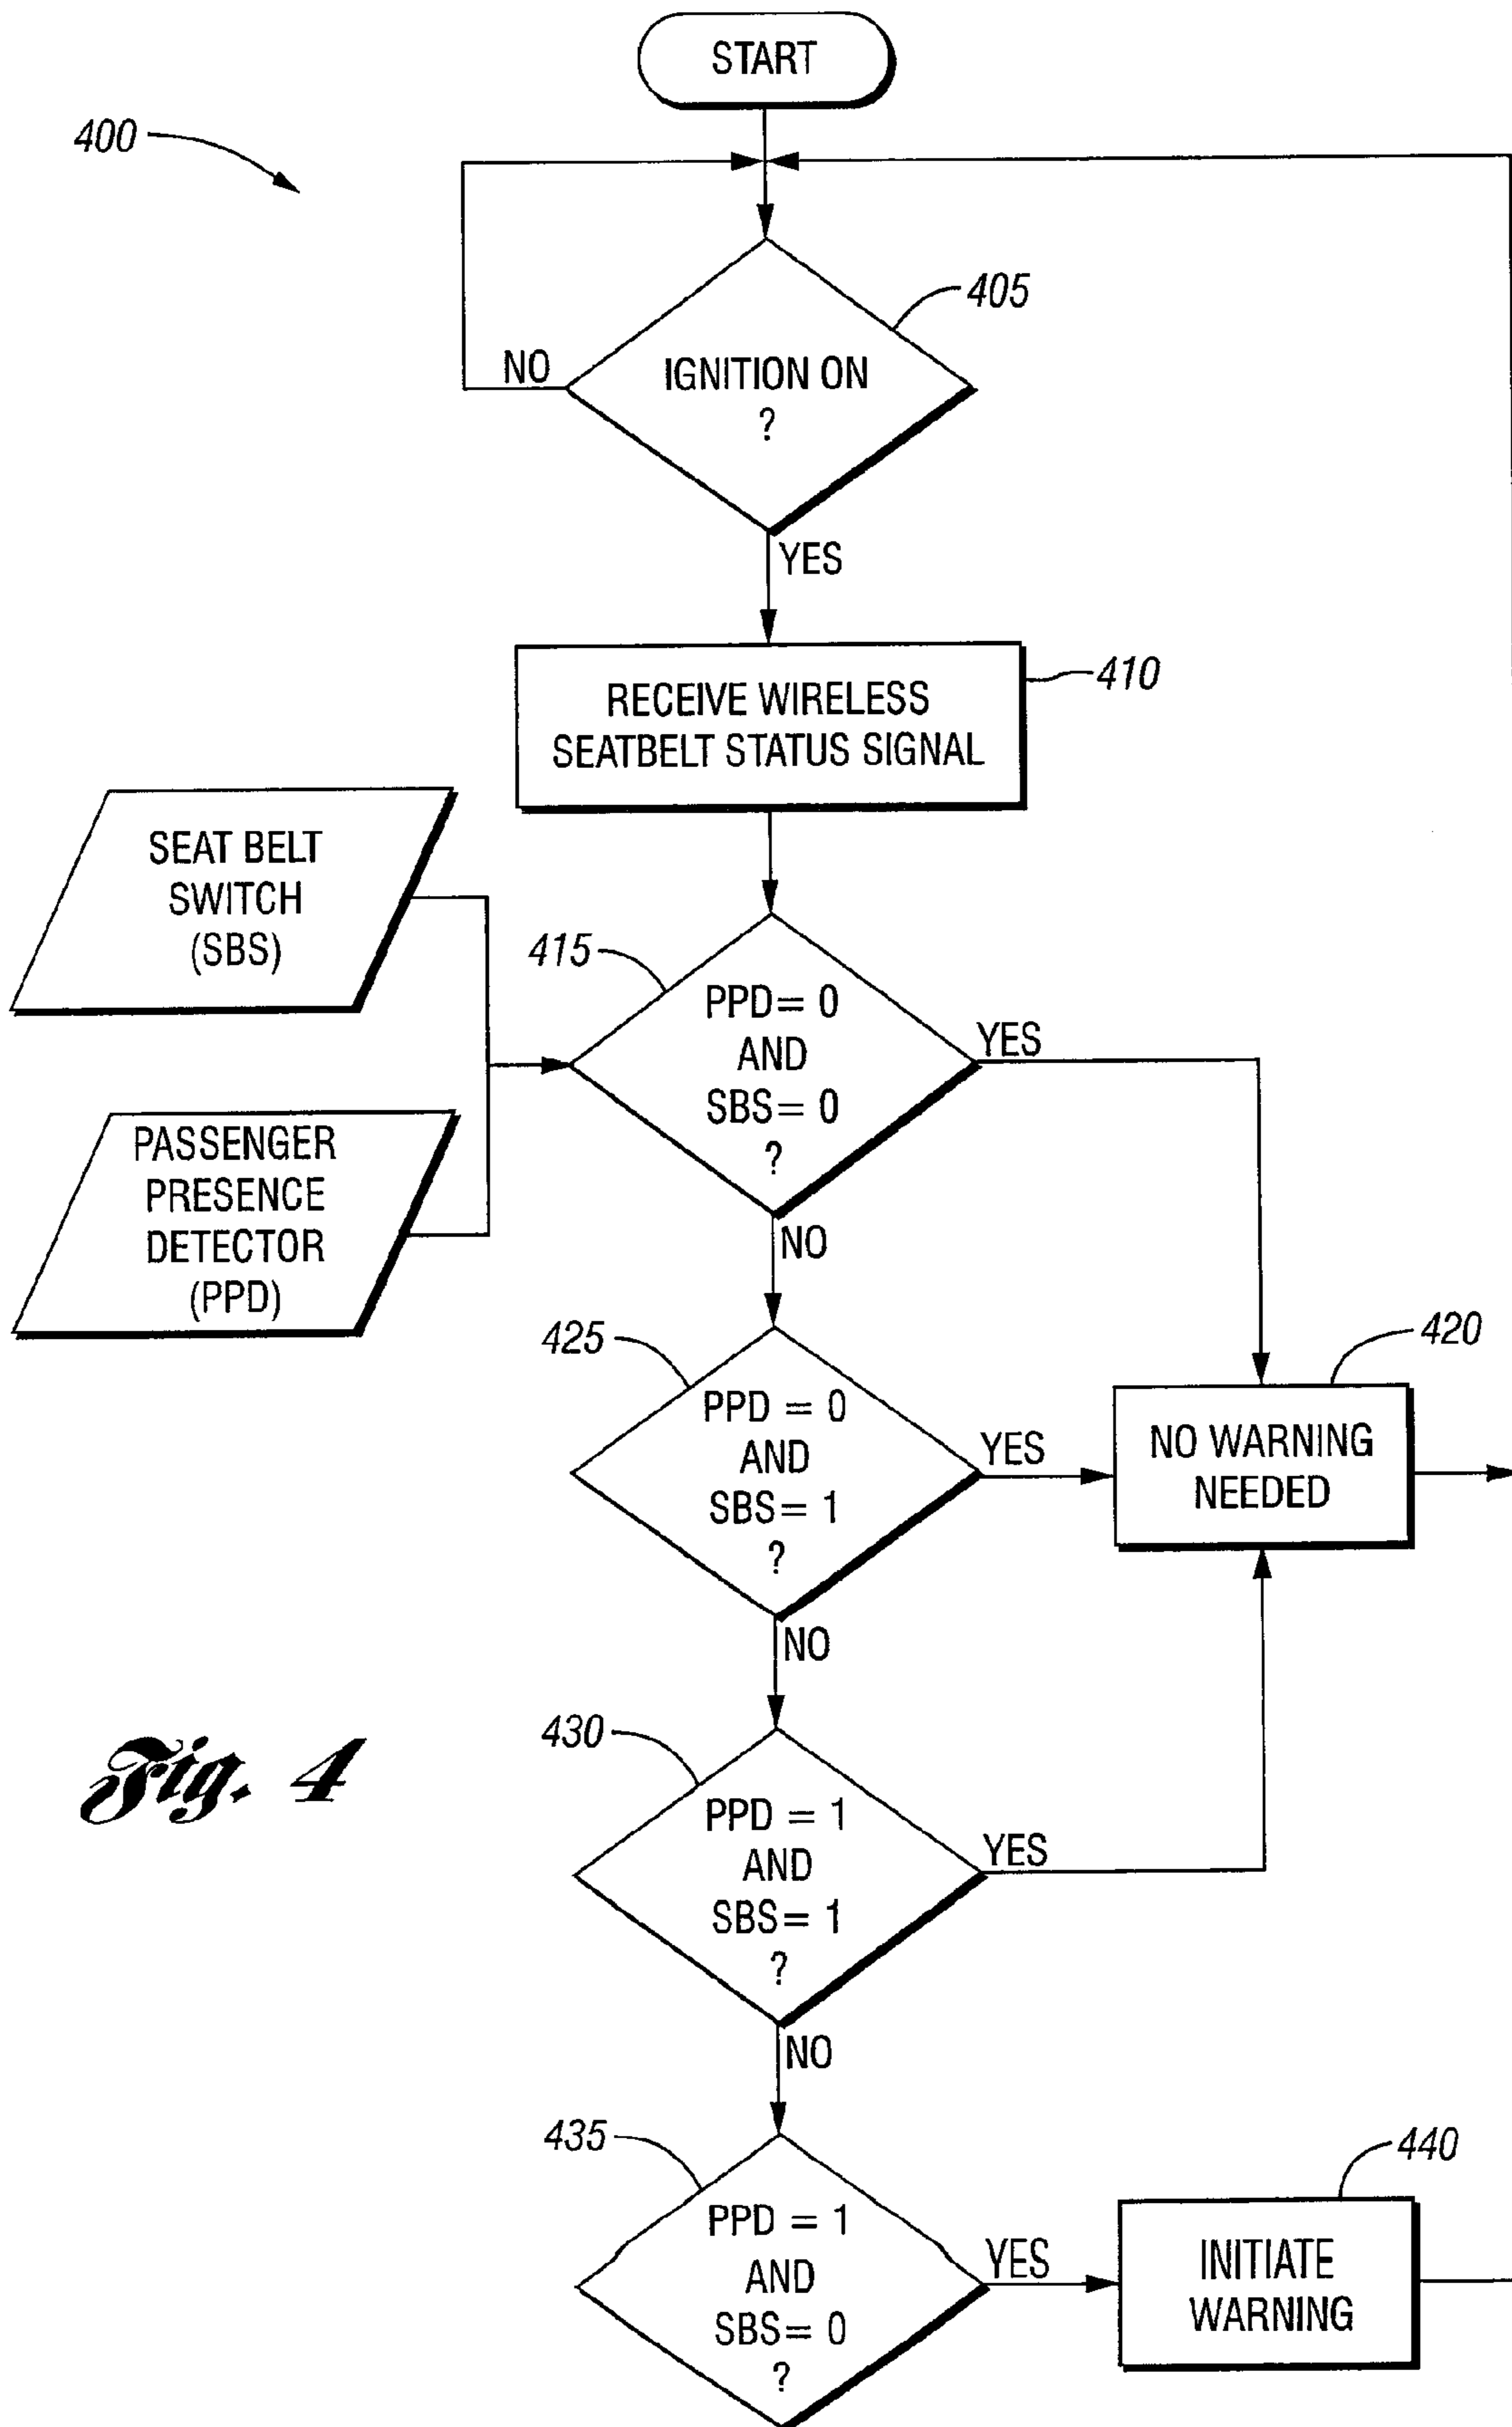 START
400
405
IGNITION ON
?
NO
YES
RECEIVE WIRELESS
SEATBELT STATUS SIGNAL
410
SEAT BELT
SWITCH
(SBS)
PASSENGER
PRESENCE
DETECTOR
(PPD)
415
PPD= 0
AND
SBS= 0
?
YES
NO
425
PPD = 0
AND
SBS= 1
?
YES
NO
420
NO WARNING
NEEDED
430
PPD = 1
AND
SBS= 1
?
YES
NO
Fig. 4
435
PPD = 1
AND
SBS= 0
?
YES
440
INITIATE
WARNING